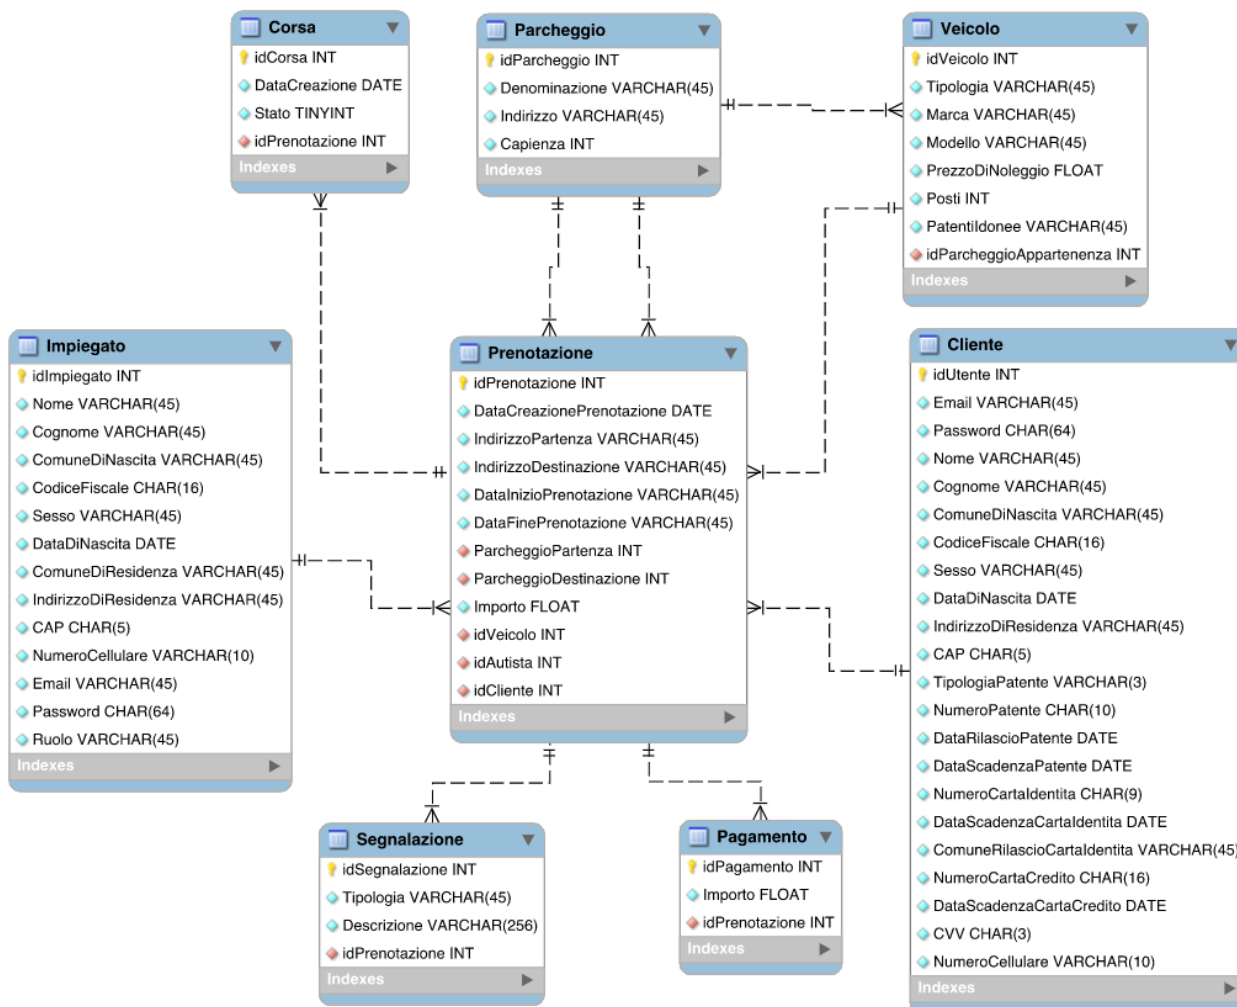 Corsa
idCorsa INT
DataCreazione DATE
Stato TINYINT
idPrenotazione INT
Indexes
Parcheggio
idParcheggio INT
Denominazione VARCHAR(45)
Indirizzo VARCHAR(45)
Capienza INT
Indexes
Veicolo
idVeicolo INT
Tipologia VARCHAR(45)
Marca VARCHAR(45)
Modello VARCHAR(45)
PrezzoDiNoleggio FLOAT
Posti INT
PatentiIdonee VARCHAR(45)
idParcheggioAppartenenza INT
Indexes
Impiegato
idImpiegato INT
Nome VARCHAR(45)
Cognome VARCHAR(45)
ComuneDiNascita VARCHAR(45)
CodiceFiscale CHAR(16)
Sesso VARCHAR(45)
DataDiNascita DATE
ComuneDiResidenza VARCHAR(45)
IndirizzoDiResidenza VARCHAR(45)
CAP CHAR(5)
NumeroCellulare VARCHAR(10)
Email VARCHAR(45)
Password CHAR(64)
Ruolo VARCHAR(45)
Indexes
Prenotazione
idPrenotazione INT
DataCreazionePrenotazione DATE
IndirizzoPartenza VARCHAR(45)
IndirizzoDestinazione VARCHAR(45)
DataInizioPrenotazione VARCHAR(45)
DataFinePrenotazione VARCHAR(45)
ParcheggioPartenza INT
ParcheggioDestinazione INT
Importo FLOAT
idVeicolo INT
idAutista INT
idCliente INT
Indexes
Cliente
idUtente INT
Email VARCHAR(45)
Password CHAR(64)
Nome VARCHAR(45)
Cognome VARCHAR(45)
ComuneDiNascita VARCHAR(45)
CodiceFiscale CHAR(16)
Sesso VARCHAR(45)
DataDiNascita DATE
IndirizzoDiResidenza VARCHAR(45)
CAP CHAR(5)
TipologiaPatente VARCHAR(3)
NumeroPatente CHAR(10)
DataRilascioPatente DATE
DataScadenzaPatente DATE
NumeroCartaIdentita CHAR(9)
DataScadenzaCartaIdentita DATE
ComuneRilascioCartaIdentita VARCHAR(45)
NumeroCartaCredito CHAR(16)
DataScadenzaCartaCredito DATE
CVV CHAR(3)
NumeroCellulare VARCHAR(10)
Indexes
Segnalazione
idSegnalazione INT
Tipologia VARCHAR(45)
Descrizione VARCHAR(256)
idPrenotazione INT
Indexes
Pagamento
idPagamento INT
Importo FLOAT
idPrenotazione INT
Indexes